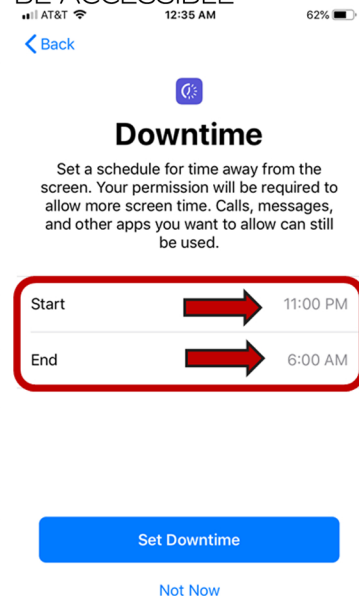 BE ACCESSIBLE
AT&T 12:35 AM 62%
Back
Downtime
Set a schedule for time away from the
screen. Your permission will be required to
allow more screen time. Calls, messages,
and other apps you want to allow can still
be used.
Start 11:00 PM
End 6:00 AM
Set Downtime
Not Now